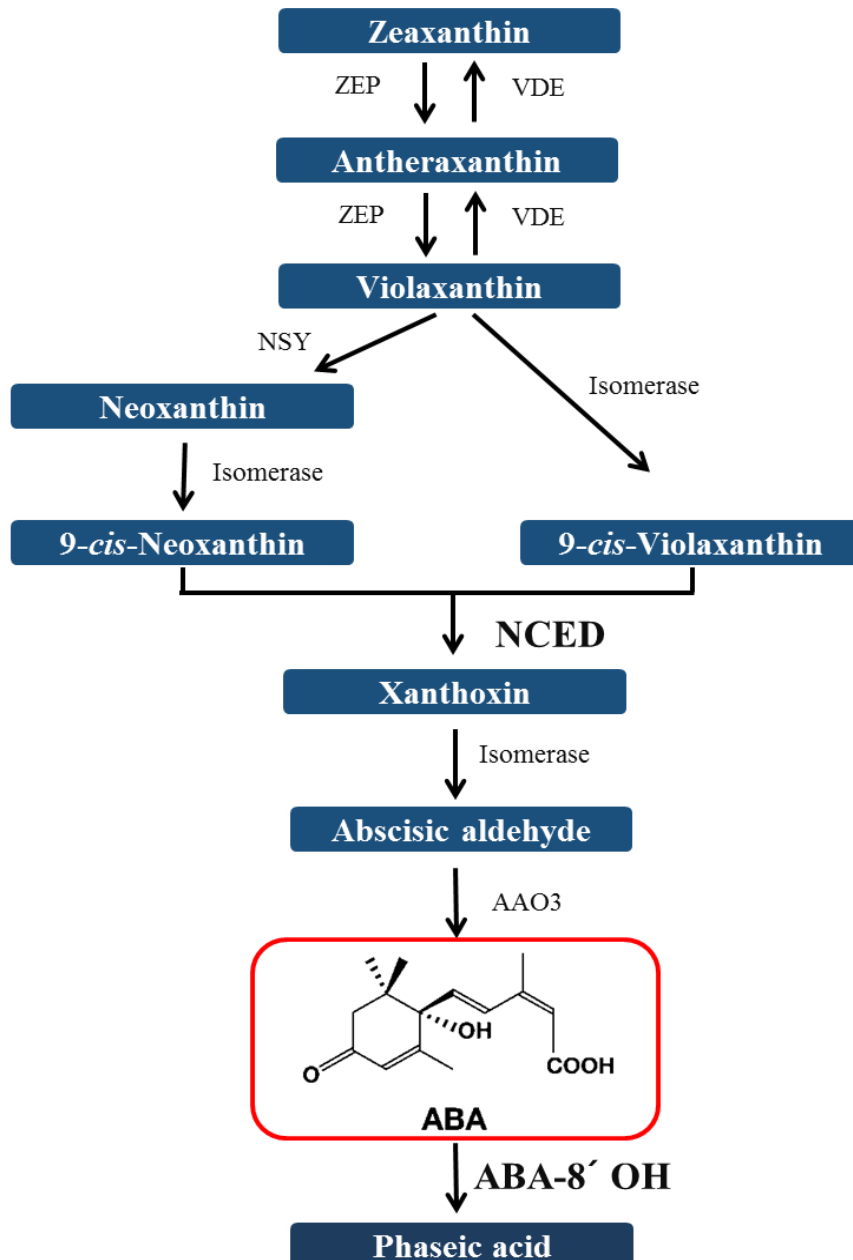 Zeaxanthin
ZEP VDE
Antheraxanthin
ZEP VDE
Violaxanthin
NSY
Isomerase
Neoxanthin
Isomerase
9-cis-Neoxanthin 9-cis-Violaxanthin
NCED
Xanthoxin
Isomerase
Abscisic aldehyde
AAO3
OH
O
COOH
ABA
ABA-8´ OH
Phaseic acid